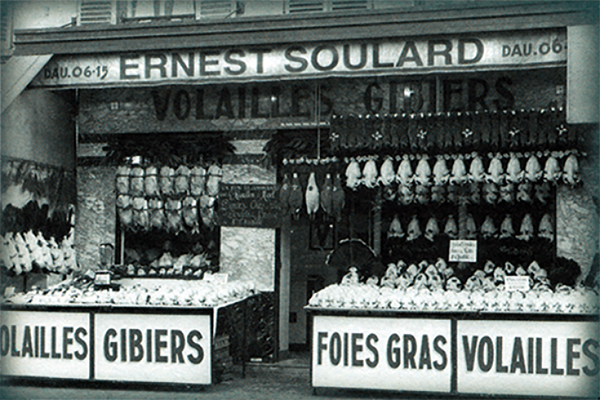 DAU.06-15 ERNEST SOULARD DAU.06-
VOLAILLES GIBIERS
OLAILLES GIBIERS FOIES GRAS VOLAILLES